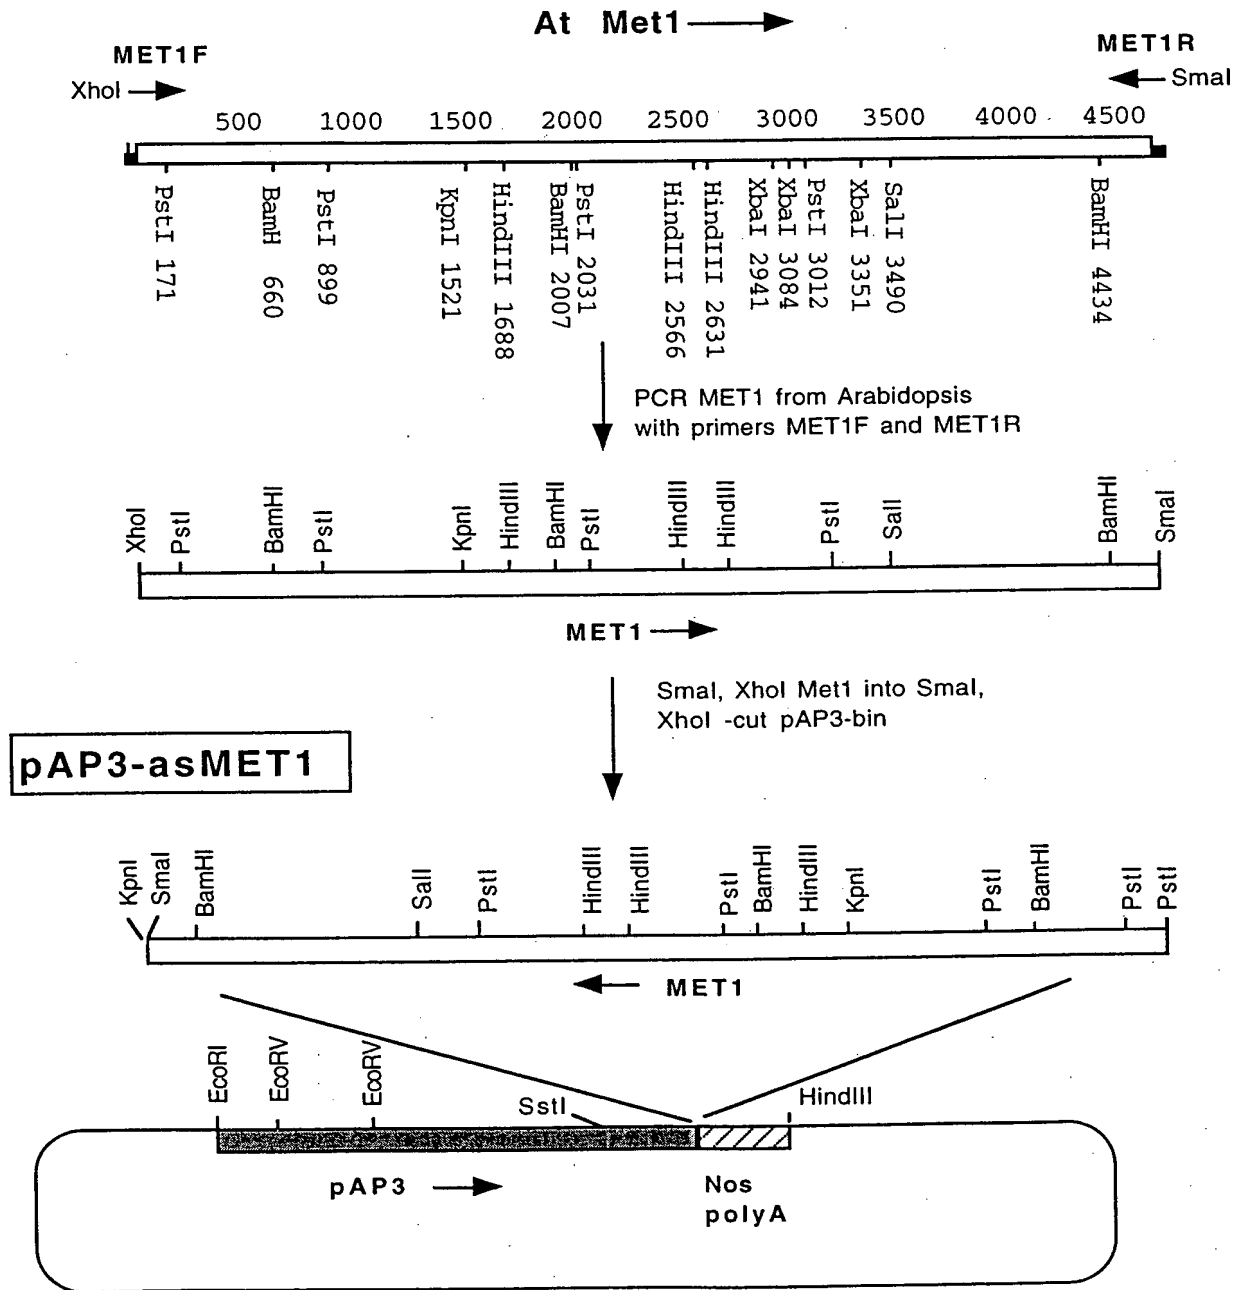 At Met1
MET1F
MET1R
XhoI
SmaI
500 1000 1500 2000 2500 3000 3500 4000 4500
PstI 171
BamH 660
PstI 899
KpnI 1521
HindIII 1688
BamHI 2007
PstI 2031
HindIII 2566
HindIII 2631
XbaI 2941
XbaI 3084
PstI 3012
XbaI 3351
SalI 3490
BamHI 4434
PCR MET1 from Arabidopsis
with primers MET1F and MET1R
XhoI
PstI
BamHI
PstI
KpnI
HindIII
BamHI
PstI
HindIII
HindIII
PstI
SalI
BamHI
SmaI
MET1
SmaI, XhoI Met1 into SmaI,
XhoI -cut pAP3-bin
pAP3-asMET1
KpnI
SmaI
BamHI
SalI
PstI
HindIII
HindIII
PstI
BamHI
HindIII
KpnI
PstI
BamHI
PstI
PstI
MET1
EcoRI
EcoRV
EcoRV
SstI
HindIII
pAP3
Nos
polyA